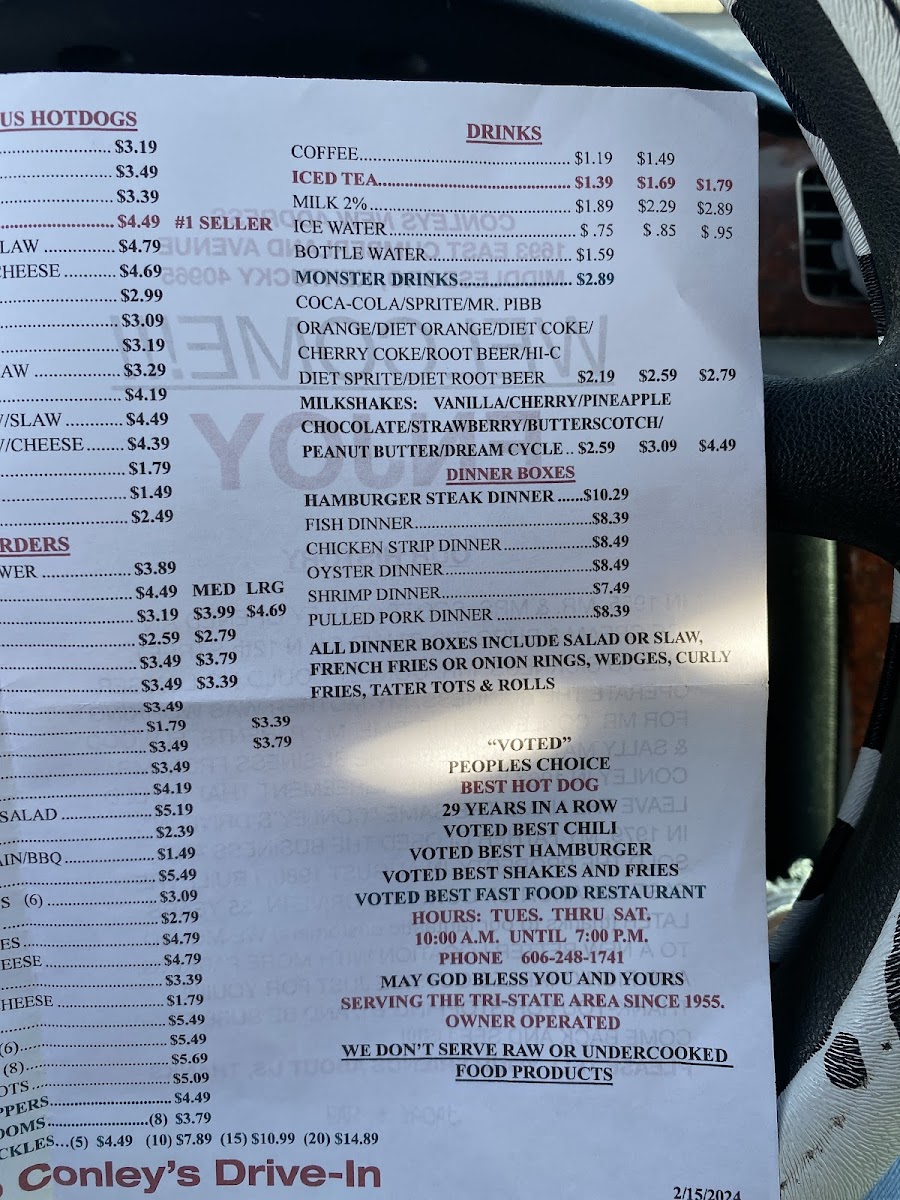 US HOTDOGS
$3.19
$3.49
$3.39
$4.49 #1 SELLER
LAW $4.79
CHEESE $4.69
$2.99
$3.09
$3.19
AW $3.29
$4.19
/SLAW $4.49
/CHEESE $4.39
$1.79
$1.49
$2.49
RDERS
WER $3.89
$4.49 MED LRG
$3.19 $3.99 $4.69
$2.59 $2.79
$3.49 $3.79
$3.49 $3.39
$3.49
$1.79 $3.39
$3.49 $3.79
$3.49
$4.19
SALAD $5.19
$2.39
AIN/BBQ $1.49
$5.49
S (6) $3.09
$2.79
ES $4.79
EESE $4.79
$3.39
HEESE $1.79
$5.49
(6) $5.49
(8) $5.69
OTS $5.09
PPERS $4.49
OOMS (8) $3.79
CKLES...(5) $4.49 (10) $7.89 (15) $10.99 (20) $14.89
DRINKS
COFFEE $1.19 $1.49
ICED TEA $1.39 $1.69 $1.79
MILK 2% $1.89 $2.29 $2.89
ICE WATER $ .75 $ .85 $ .95
BOTTLE WATER $1.59
MONSTER DRINKS $2.89
COCA-COLA/SPRITE/MR. PIBB
ORANGE/DIET ORANGE/DIET COKE/
CHERRY COKE/ROOT BEER/HI-C
DIET SPRITE/DIET ROOT BEER $2.19 $2.59 $2.79
MILKSHAKES: VANILLA/CHERRY/PINEAPPLE
CHOCOLATE/STRAWBERRY/BUTTERSCOTCH/
PEANUT BUTTER/DREAM CYCLE.. $2.59 $3.09 $4.49
DINNER BOXES
HAMBURGER STEAK DINNER ......$10.29
FISH DINNER $8.39
CHICKEN STRIP DINNER $8.49
OYSTER DINNER $8.49
SHRIMP DINNER $7.49
PULLED PORK DINNER $8.39
ALL DINNER BOXES INCLUDE SALAD OR SLAW,
FRENCH FRIES OR ONION RINGS, WEDGES, CURLY
FRIES, TATER TOTS & ROLLS
"VOTED"
PEOPLES CHOICE
BEST HOT DOG
29 YEARS IN A ROW
VOTED BEST CHILI
VOTED BEST HAMBURGER
VOTED BEST SHAKES AND FRIES
VOTED BEST FAST FOOD RESTAURANT
HOURS: TUES. THRU SAT.
10:00 A.M. UNTIL 7:00 P.M.
PHONE 606-248-1741
MAY GOD BLESS YOU AND YOURS
SERVING THE TRI-STATE AREA SINCE 1955.
OWNER OPERATED
WE DON'T SERVE RAW OR UNDERCOOKED
FOOD PRODUCTS
Conley's Drive-In
2/15/2024